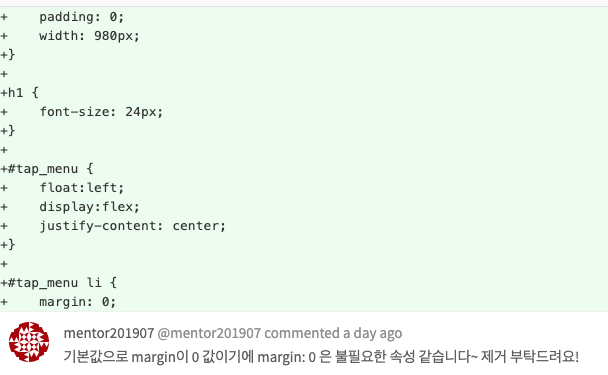 +    padding: 0;
+    width: 980px;
+}
+
+h1 {
+    font-size: 24px;
+}
+
+#tap_menu {
+    float:left;
+    display:flex;
+    justify-content: center;
+}
+
+#tap_menu li {
+    margin: 0;
mentor201907 @mentor201907 commented a day ago
기본값으로 margin이 0 값이기에 margin: 0 은 불필요한 속성 같습니다~ 제거 부탁드려요!